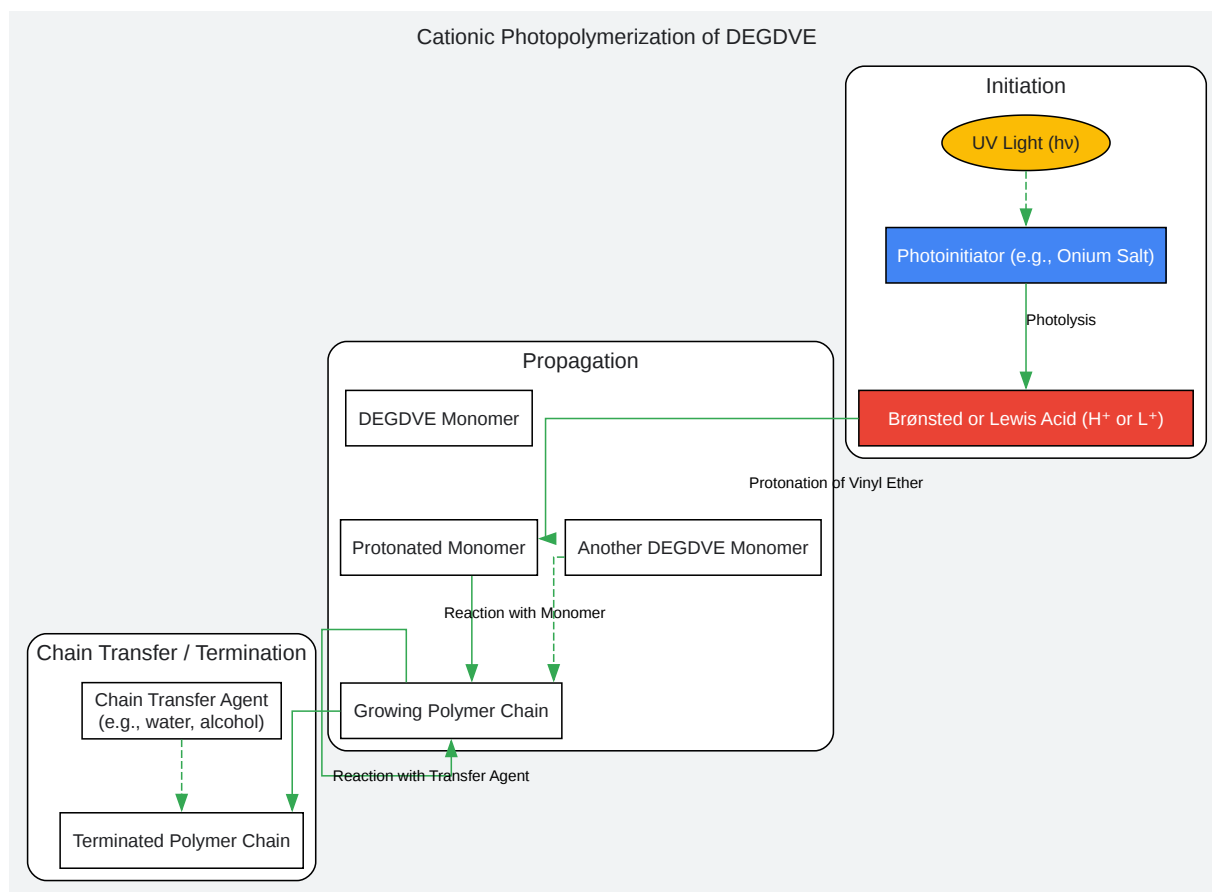 Cationic Photopolymerization of DEGDVE
Initiation
UV Light (hν)
Photoinitiator (e.g., Onium Salt)
Photolysis
Brønsted or Lewis Acid (H⁺ or L⁺)
Propagation
DEGDVE Monomer
Protonation of Vinyl Ether
Protonated Monomer
Another DEGDVE Monomer
Reaction with Monomer
Growing Polymer Chain
Reaction with Transfer Agent
Chain Transfer / Termination
Chain Transfer Agent
(e.g., water, alcohol)
Terminated Polymer Chain